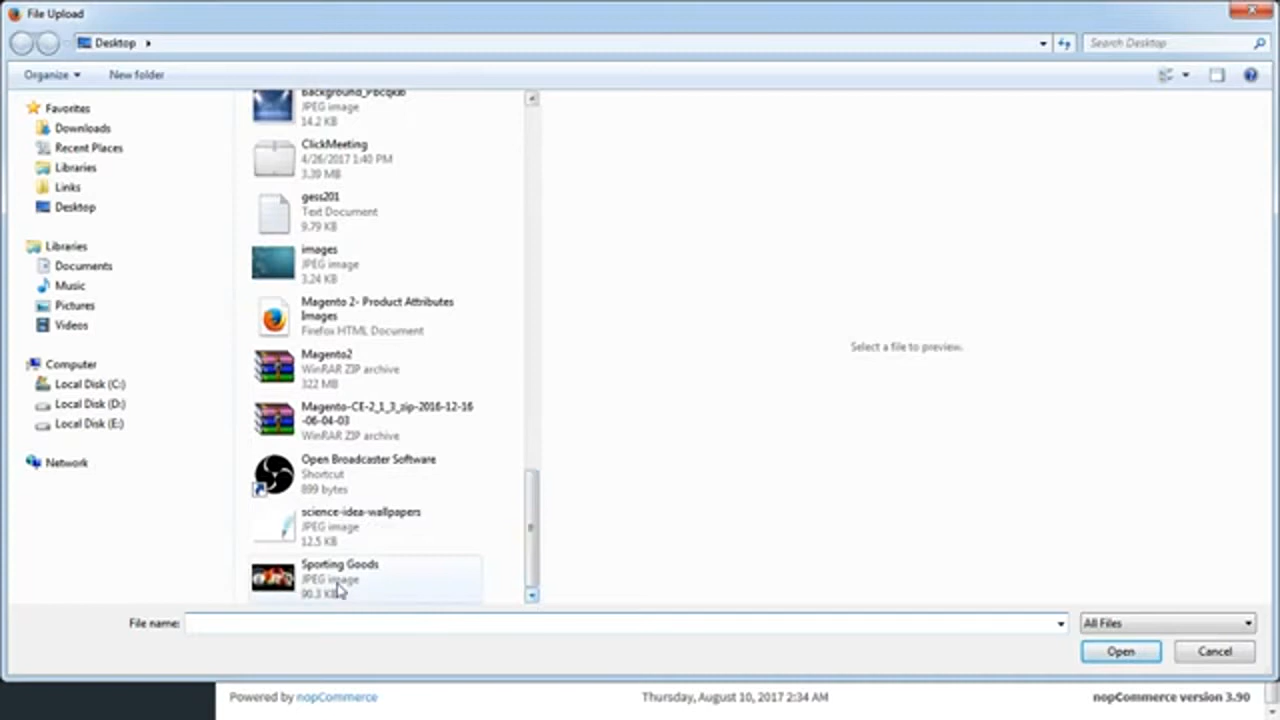 File Upload
Desktop
Search Desktop
Organize
New folder
Favorites
Downloads
Recent Places
Libraries
Links
Desktop
Libraries
Documents
Music
Pictures
Videos
Computer
Local Disk (C:)
Local Disk (D:)
Local Disk (E:)
Network
JPEG image
14.2 KB
ClickMeeting
4/26/2017 1:40 PM
3.39 MB
gess201
Text Document
9.79 KB
images
JPEG image
3.24 KB
Magento 2- Product Attributes
Images
Firefox HTML Document
Magento2
WinRAR ZIP archive
322 MB
Magento-CE-2_1_3_zip-2016-12-16
-06-04-03
WinRAR ZIP archive
Open Broadcaster Software
Shortcut
899 bytes
science-idea-wallpapers
JPEG image
12.5 KB
Sporting Goods
JPEG image
90.3 KB
Select a file to preview.
File name:
All Files
Open
Cancel
Powered by nopCommerce
Thursday, August 10, 2017 2:34 AM
nopCommerce version 3.90